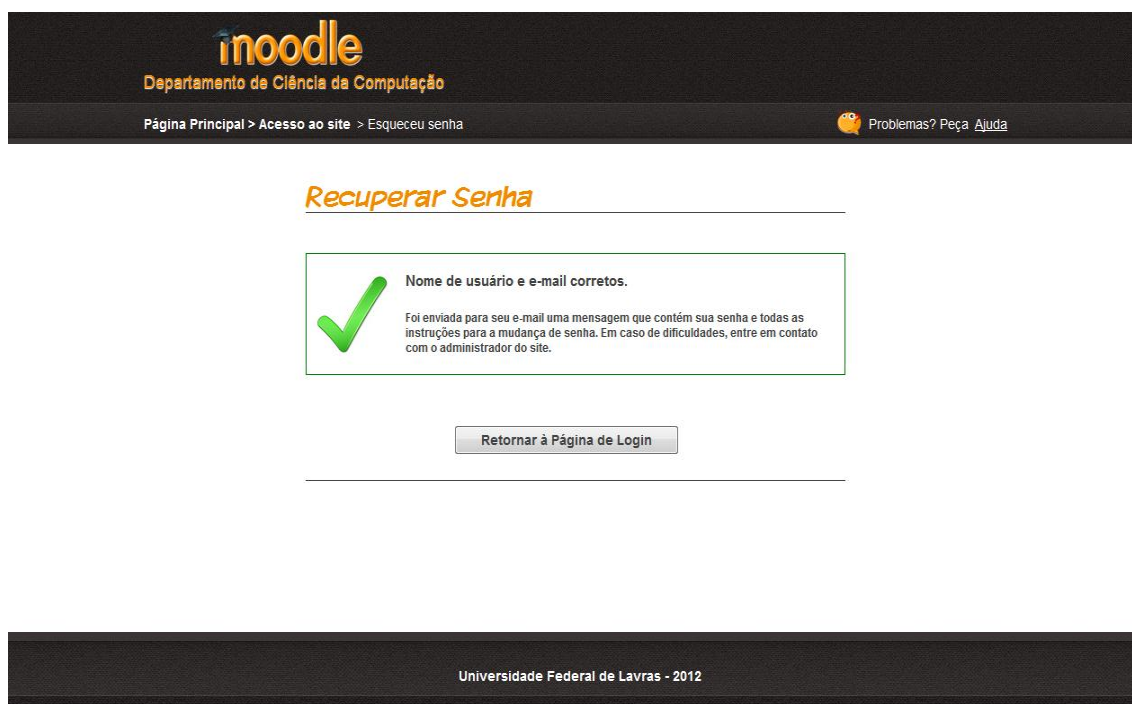 moodle
Departamento de Ciência da Computação
Página Principal > Acesso ao site > Esqueceu senha
Problemas? Peça Ajuda
Recuperar Senha
Nome de usuário e e-mail corretos.
Foi enviada para seu e-mail uma mensagem que contém sua senha e todas as
instruções para a mudança de senha. Em caso de dificuldades, entre em contato
com o administrador do site.
Retornar à Página de Login
Universidade Federal de Lavras - 2012